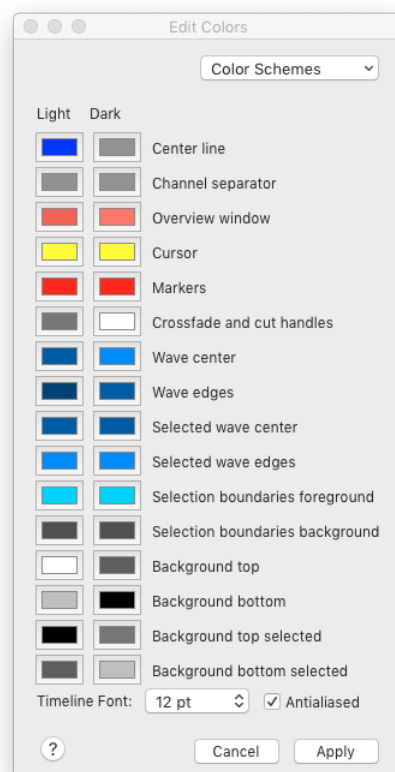 Edit Colors
Color Schemes
Light Dark
Center line
Channel separator
Overview window
Cursor
Markers
Crossfade and cut handles
Wave center
Wave edges
Selected wave center
Selected wave edges
Selection boundaries foreground
Selection boundaries background
Background top
Background bottom
Background top selected
Background bottom selected
Timeline Font: 12 pt Antialiased
? Cancel Apply